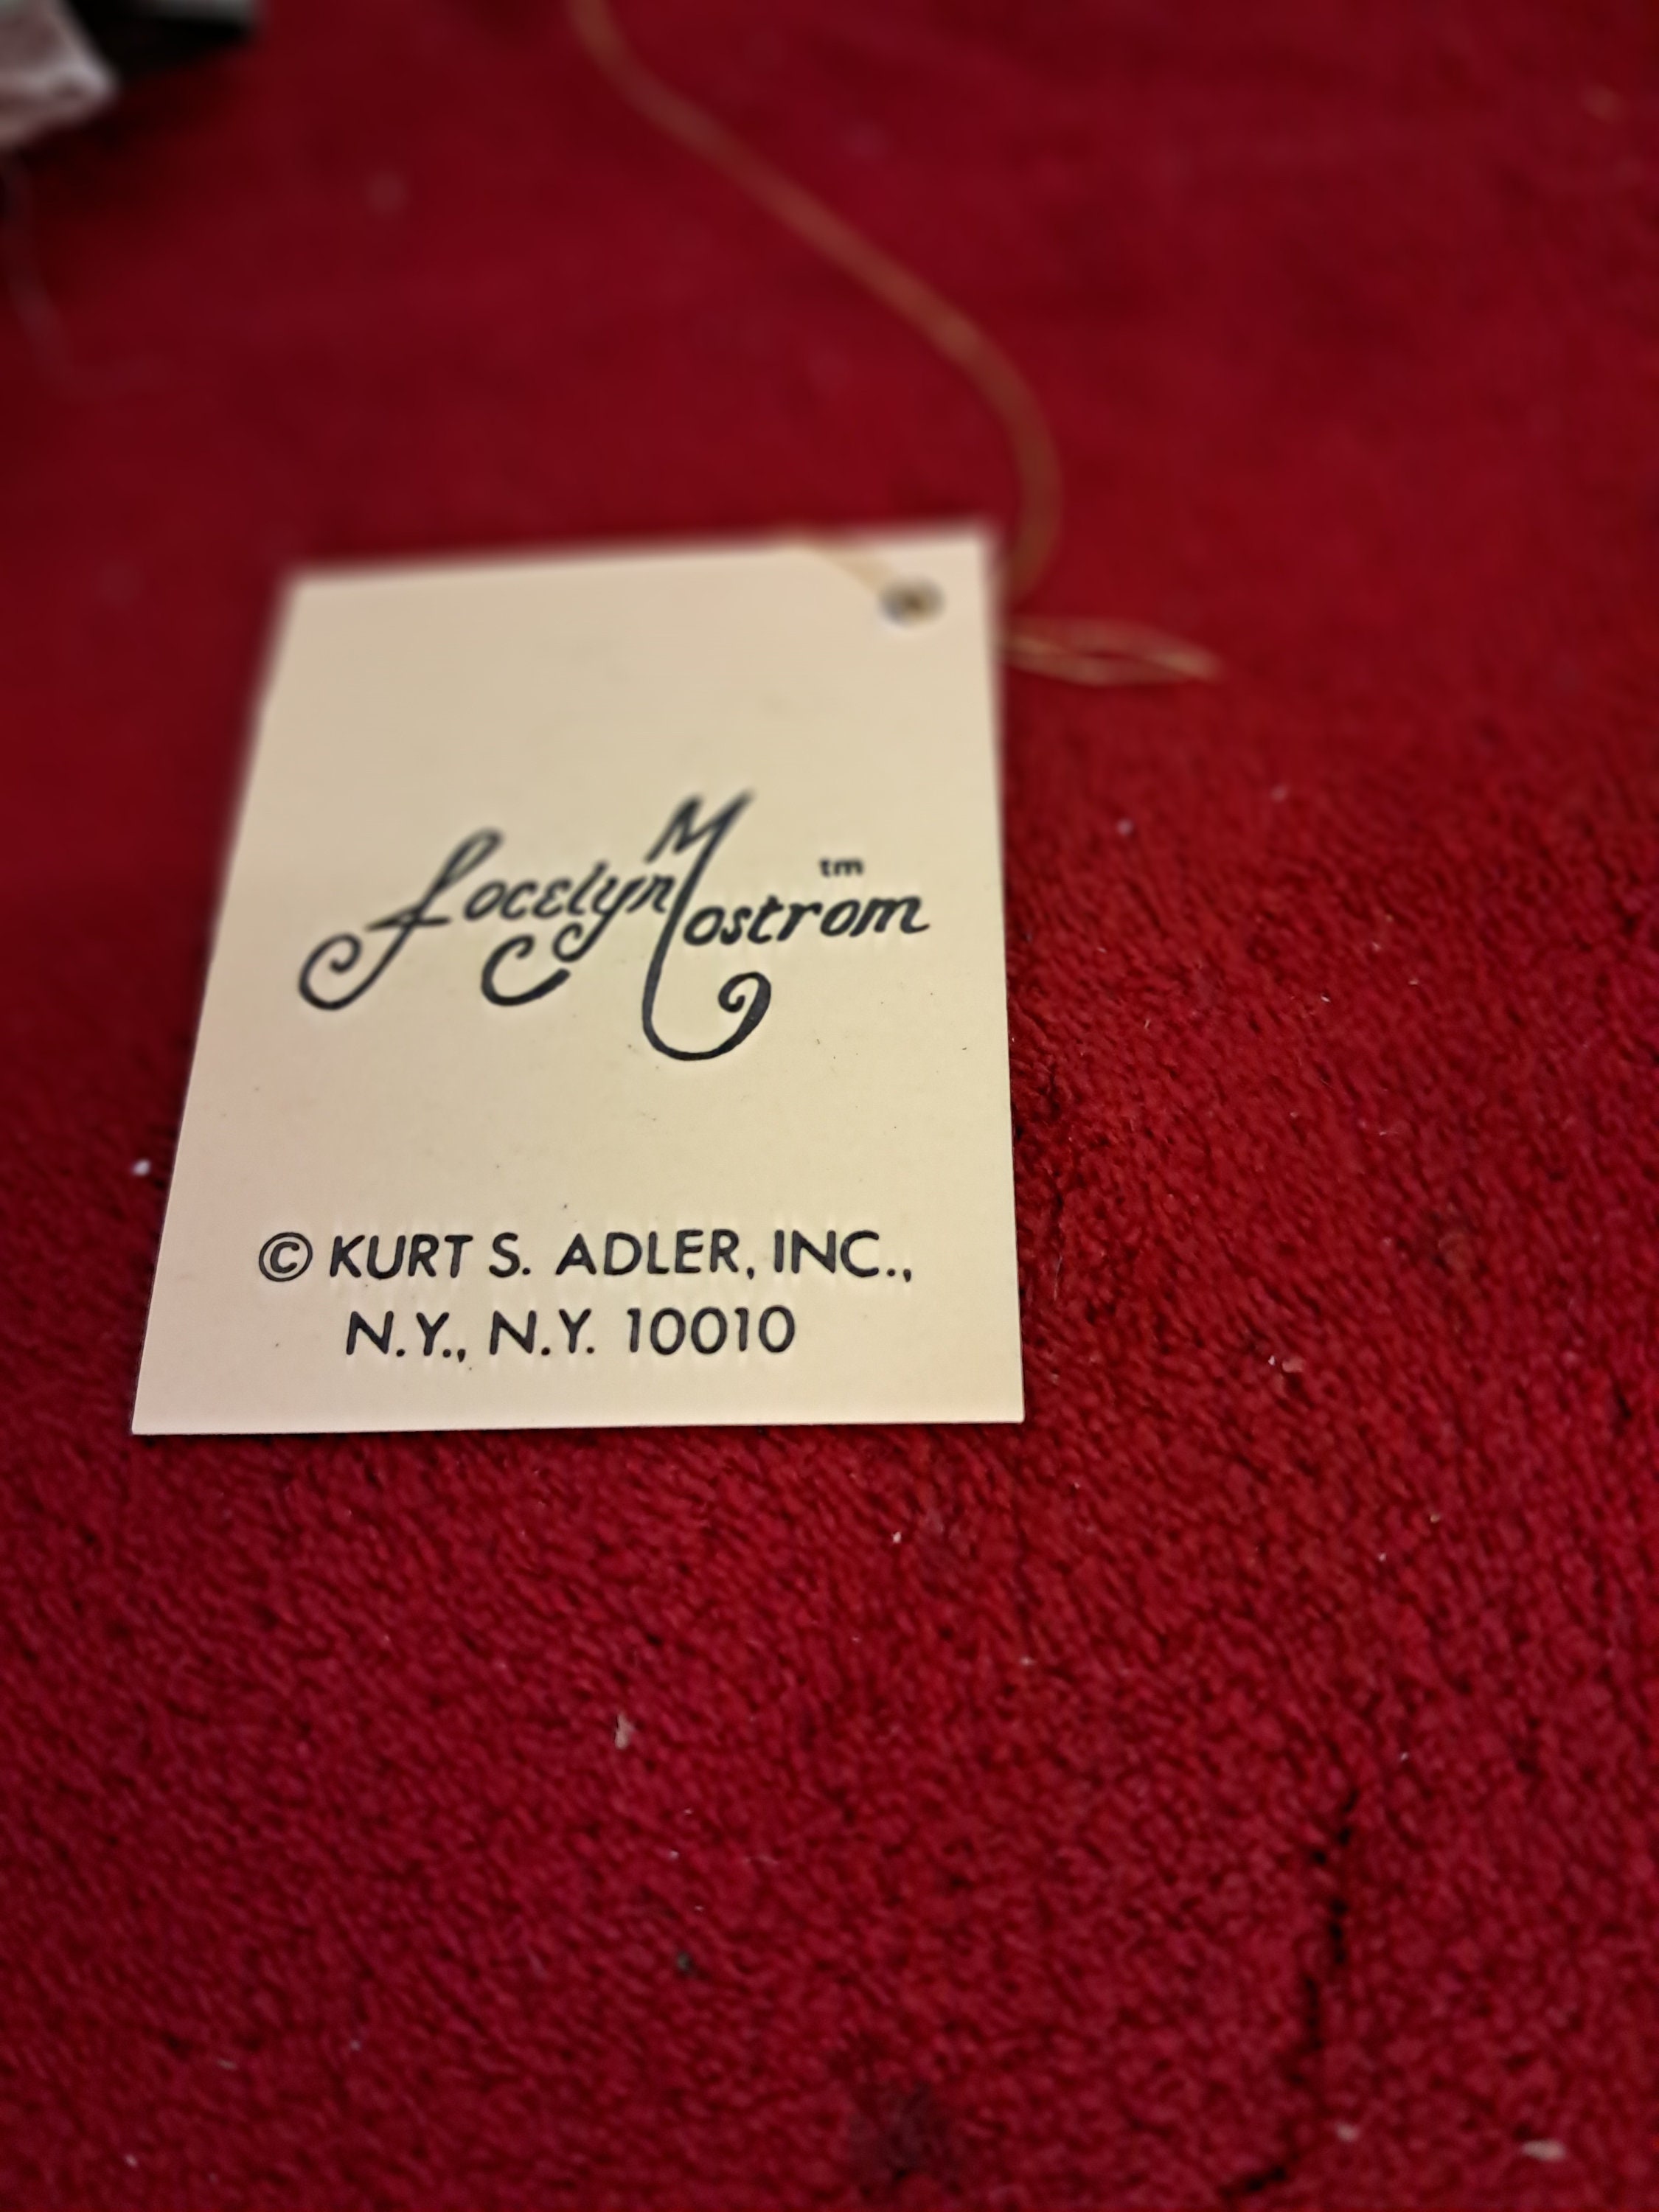 Jocelyn Mostrom tm
© KURT S. ADLER, INC.,
N.Y., N.Y. 10010